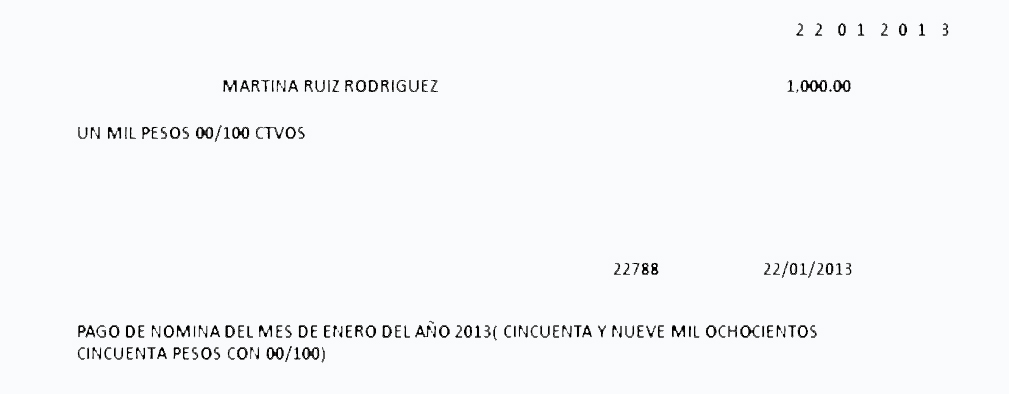 2 2 0 1 2 0 1 3
MARTINA RUIZ RODRIGUEZ 1,000.00
UN MIL PESOS 00/100 CTVOS
22788 22/01/2013
PAGO DE NOMINA DEL MES DE ENERO DEL AÑO 2013( CINCUENTA Y NUEVE MIL OCHOCIENTOS
CINCUENTA PESOS CON 00/100)